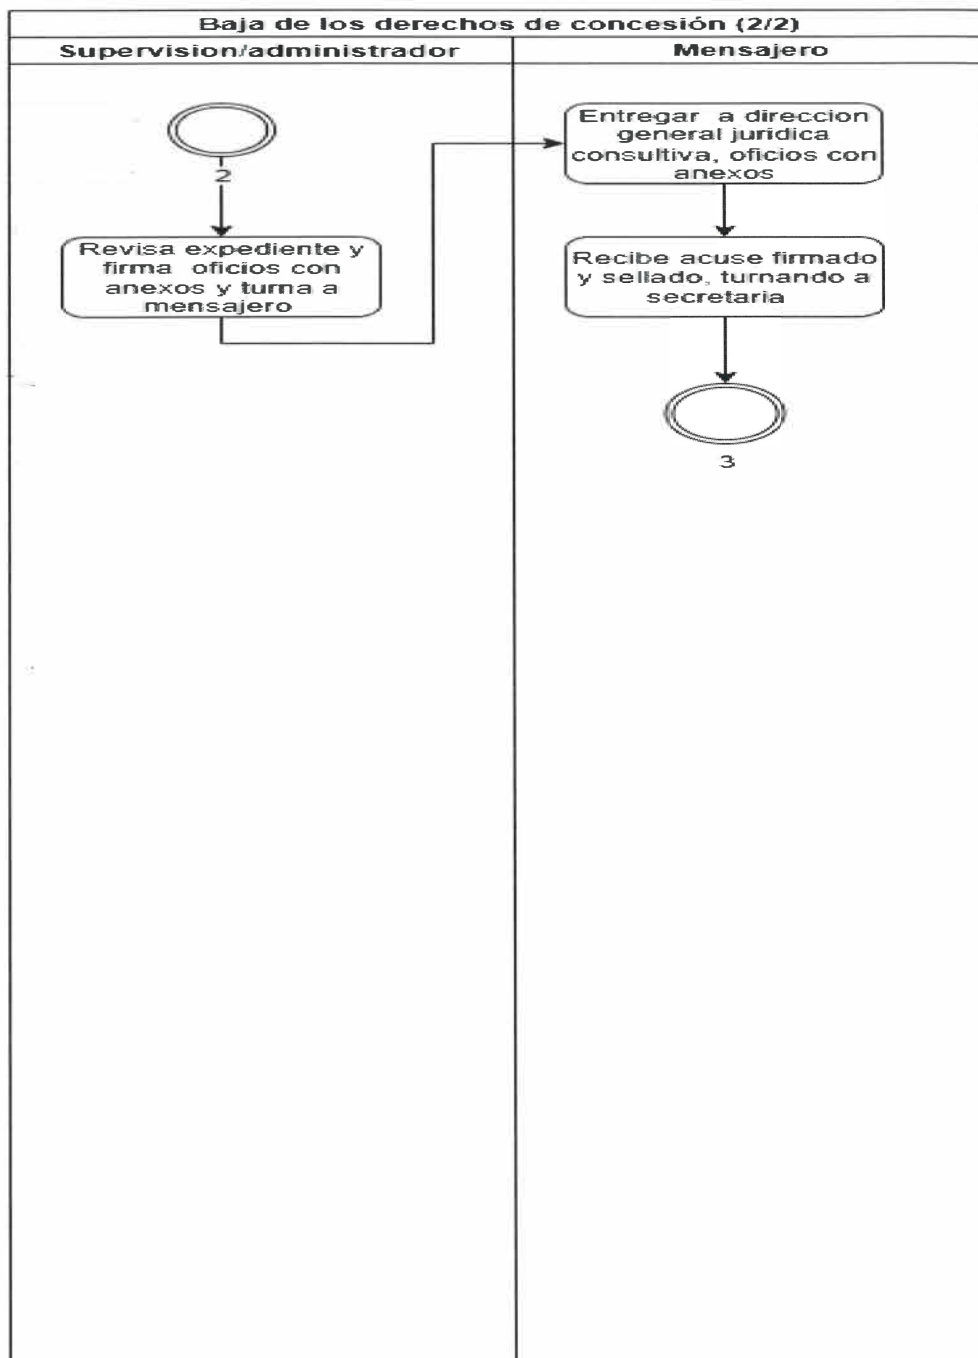 Baja de los derechos de concesión (2/2)
Supervision/administrador
Mensajero
2
Revisa expediente y
firma oficios con
anexos y turna a
mensajero
Entregar a direccion
general juridica
consultiva, oficios con
anexos
Recibe acuse firmado
y sellado, turnando a
secretaria
3